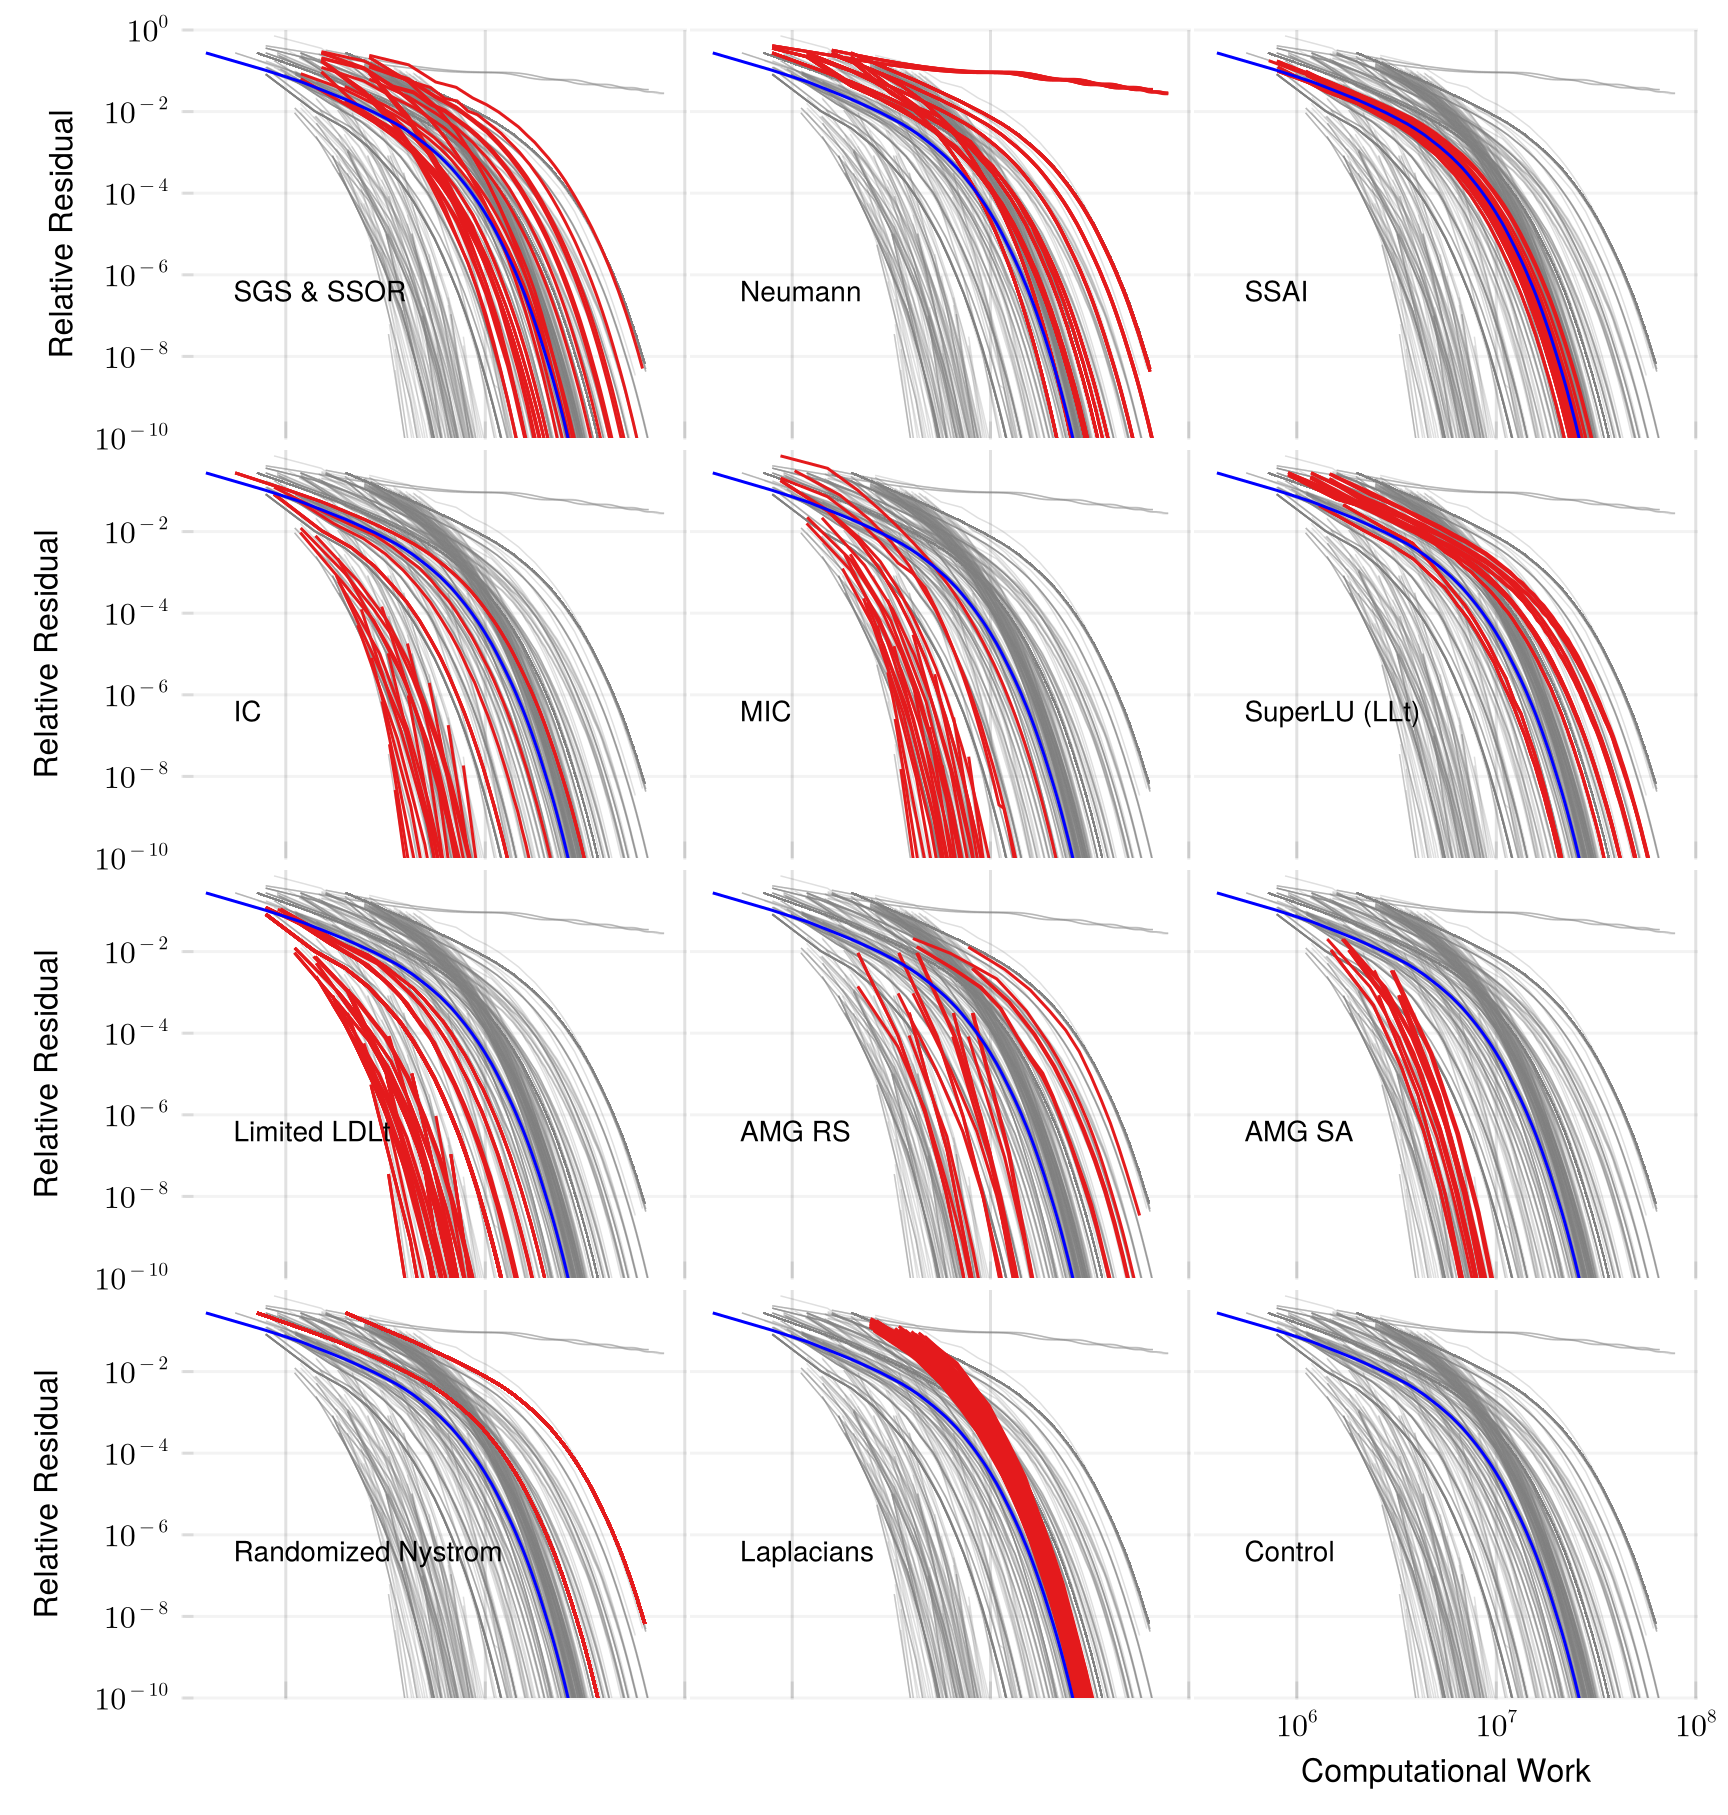 10^0
10^−2
10^−4
10^−6
10^−8
10^−10
Relative Residual
SGS & SSOR
Neumann
SSAI
10^−2
10^−4
10^−6
10^−8
10^−10
Relative Residual
IC
MIC
SuperLU (LLt)
10^−2
10^−4
10^−6
10^−8
10^−10
Relative Residual
Limited LDLt
AMG RS
AMG SA
10^−2
10^−4
10^−6
10^−8
10^−10
Relative Residual
Randomized Nystrom
Laplacians
Control
10^6 10^7 10^8
Computational Work